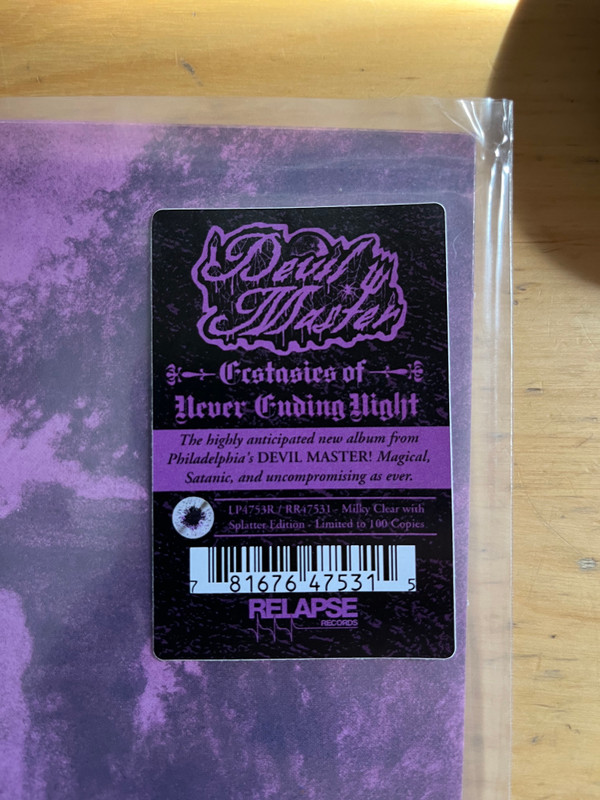 Devil
Master
Ecstasies of
Never Ending Night
The highly anticipated new album from
Philadelphia's DEVIL MASTER! Magical,
Satanic, and uncompromising as ever.
LP4753R / RR47531 - Milky Clear with
Splatter Edition - Limited to 100 Copies
7 81676 47531 5
RELAPSE
RECORDS